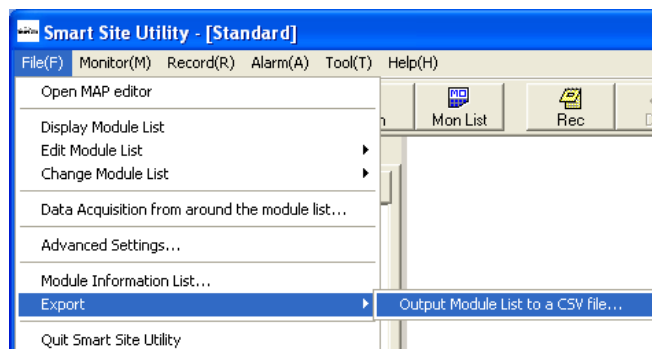 Smart Site Utility - [Standard]
File(F) Monitor(M) Record(R) Alarm(A) Tool(T) Help(H)
Open MAP editor
Mon List Rec
Display Module List
Edit Module List
Change Module List
Data Acquisition from around the module list...
Advanced Settings...
Module Information List...
Export
Output Module List to a CSV file...
Quit Smart Site Utility